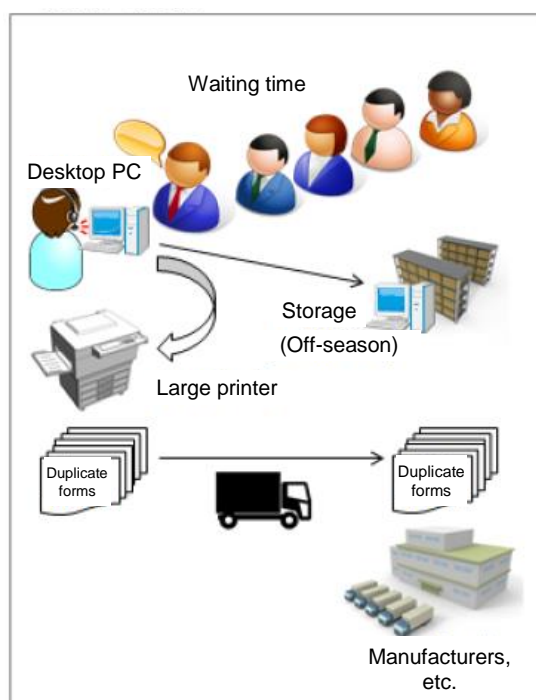 Waiting time
Desktop PC
Storage
(Off-season)
Large printer
Duplicate
forms
Duplicate
forms
Manufacturers,
etc.